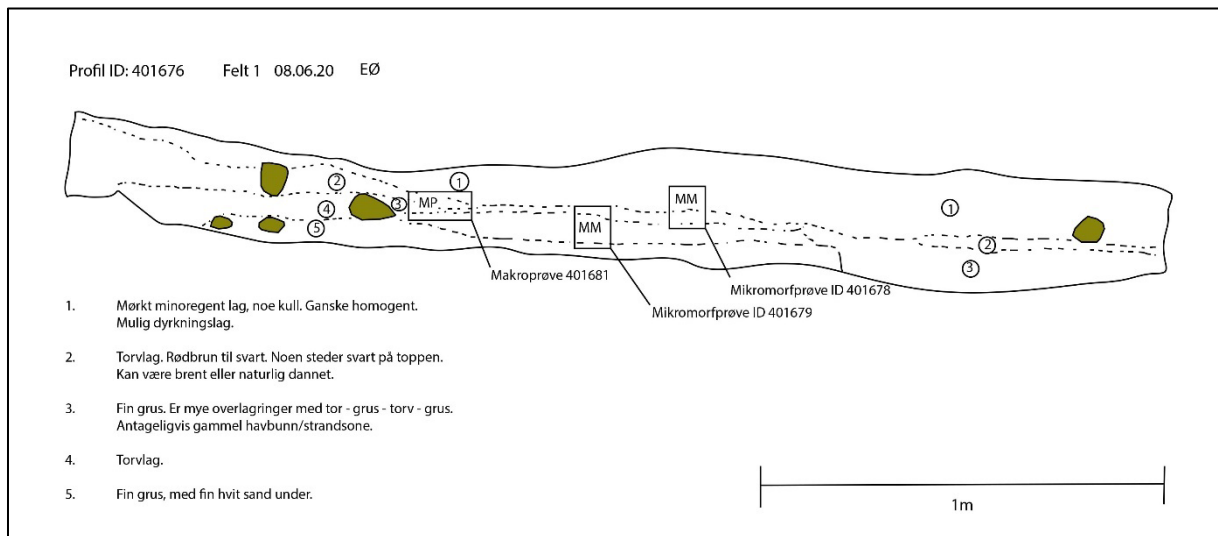 Profil ID: 401676 Felt 1 08.06.20 EØ
1
2
MP
3
4
5
MM
MM
1
2
3
Makroprøve 401681
Mikromorfprøve ID 401678
Mikromorfprøve ID 401679
1. Mørkt minoregent lag, noe kull. Ganske homogent.
Mulig dyrkningslag.
2. Torvlag. Rødbrun til svart. Noen steder svart på toppen.
Kan være brent eller naturlig dannet.
3. Fin grus. Er mye overlagringer med tor - grus - torv - grus.
Antageligvis gammel havbunn/strandsone.
4. Torvlag.
5. Fin grus, med fin hvit sand under.
1m